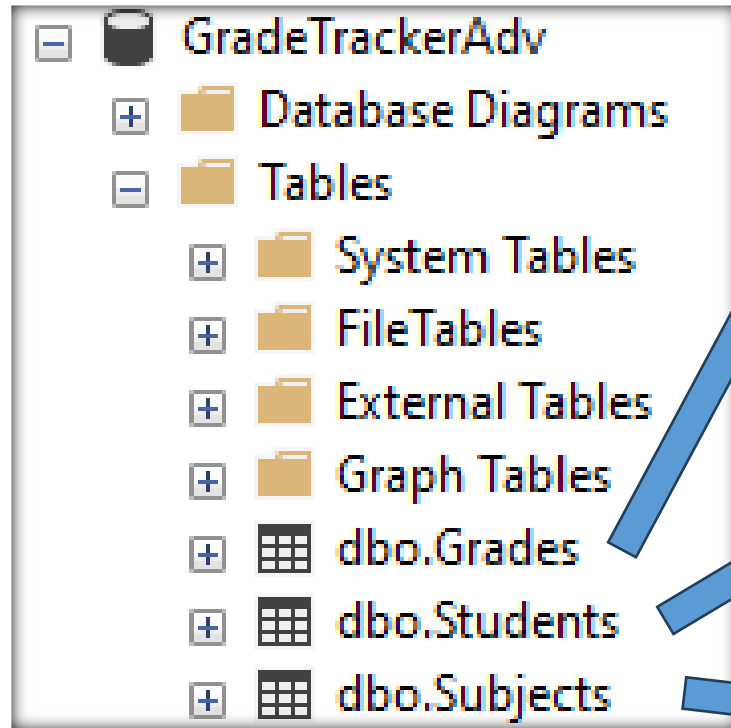 GradeTrackerAdv
Database Diagrams
Tables
System Tables
FileTables
External Tables
Graph Tables
dbo.Grades
dbo.Students
dbo.Subjects